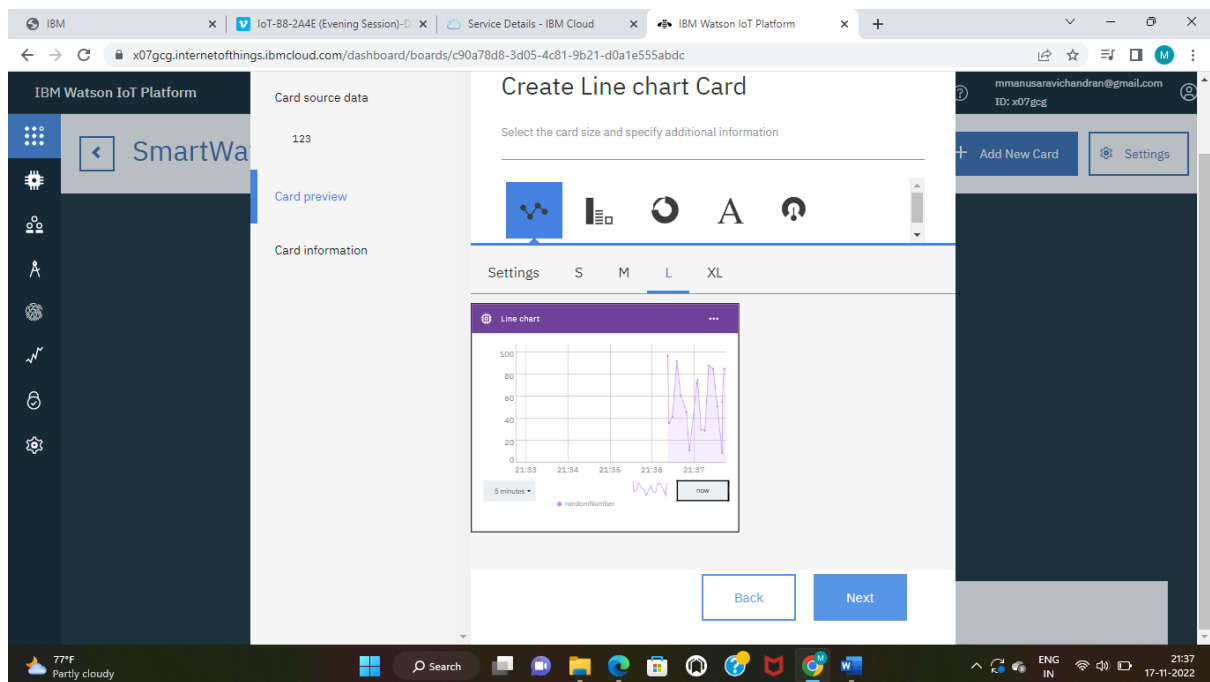 IBM
IoT-B8-2A4E (Evening Session)-D
Service Details - IBM Cloud
IBM Watson IoT Platform
x07gcg.internetofthings.ibmcloud.com/dashboard/boards/c90a78d8-3d05-4c81-9b21-d0a1e555abdc
M
IBM Watson IoT Platform
mmanusaravichandran@gmail.com
ID: x07gcg
SmartWa
+ Add New Card
Settings
Card source data
123
Card preview
Card information
Create Line chart Card
Select the card size and specify additional information
A
Settings S M L XL
Line chart
100
80
60
40
20
0
21:33 21:34 21:35 21:36 21:37
5 minutes
now
randomNumber
Back
Next
77°F
Partly cloudy
Search
M
ENG
IN
21:37
17-11-2022